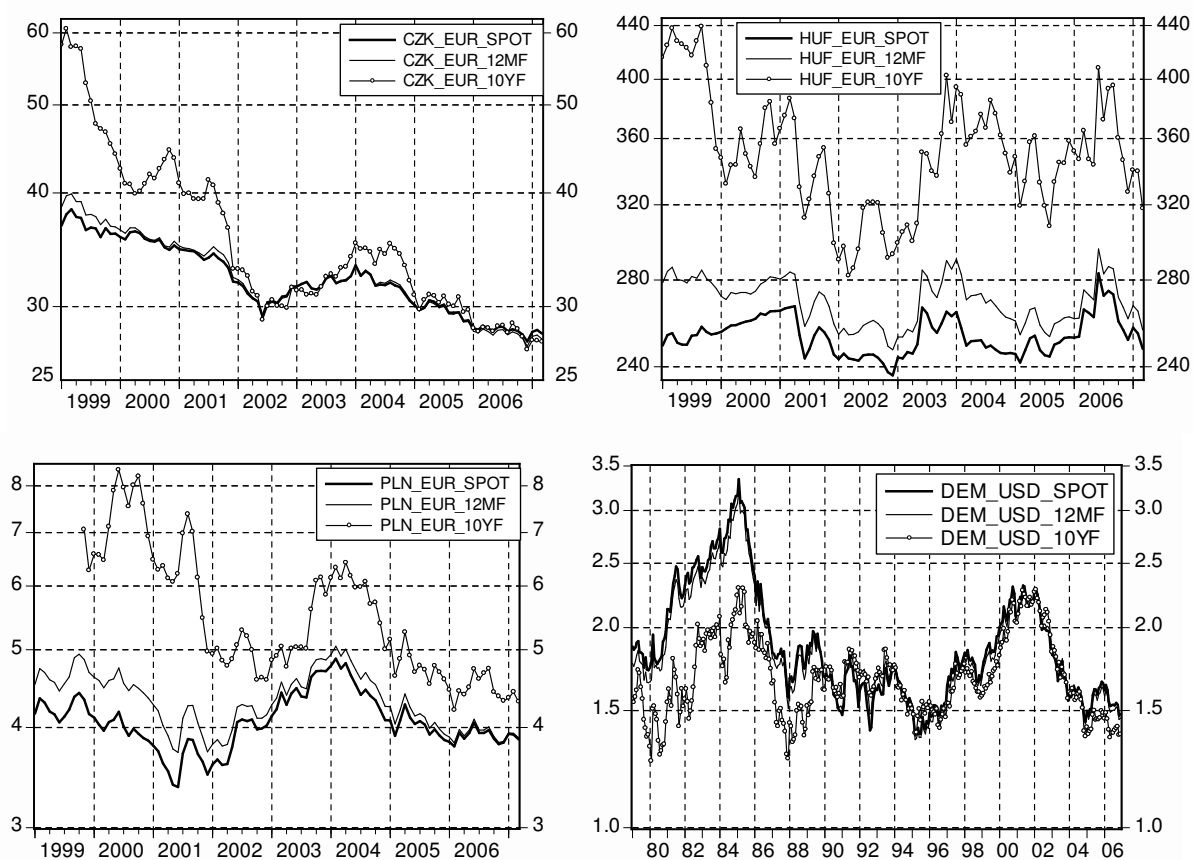 60
50
40
30
25
CZK_EUR_SPOT
CZK_EUR_12MF
CZK_EUR_10YF
60
50
40
30
25
1999 2000 2001 2002 2003 2004 2005 2006
440
400
360
320
280
240
HUF_EUR_SPOT
HUF_EUR_12MF
HUF_EUR_10YF
440
400
360
320
280
240
1999 2000 2001 2002 2003 2004 2005 2006
8
7
6
5
4
3
PLN_EUR_SPOT
PLN_EUR_12MF
PLN_EUR_10YF
8
7
6
5
4
3
1999 2000 2001 2002 2003 2004 2005 2006
3.5
3.0
2.5
2.0
1.5
1.0
DEM_USD_SPOT
DEM_USD_12MF
DEM_USD_10YF
3.5
3.0
2.5
2.0
1.5
1.0
80 82 84 86 88 90 92 94 96 98 00 02 04 06